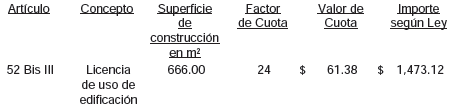 Artículo Concepto Superficie de construcción en m² Factor de Cuota Valor de Cuota Importe según Ley
52 Bis III Licencia 666.00 24 $ 61.38 $ 1,473.12
de uso de
edificación